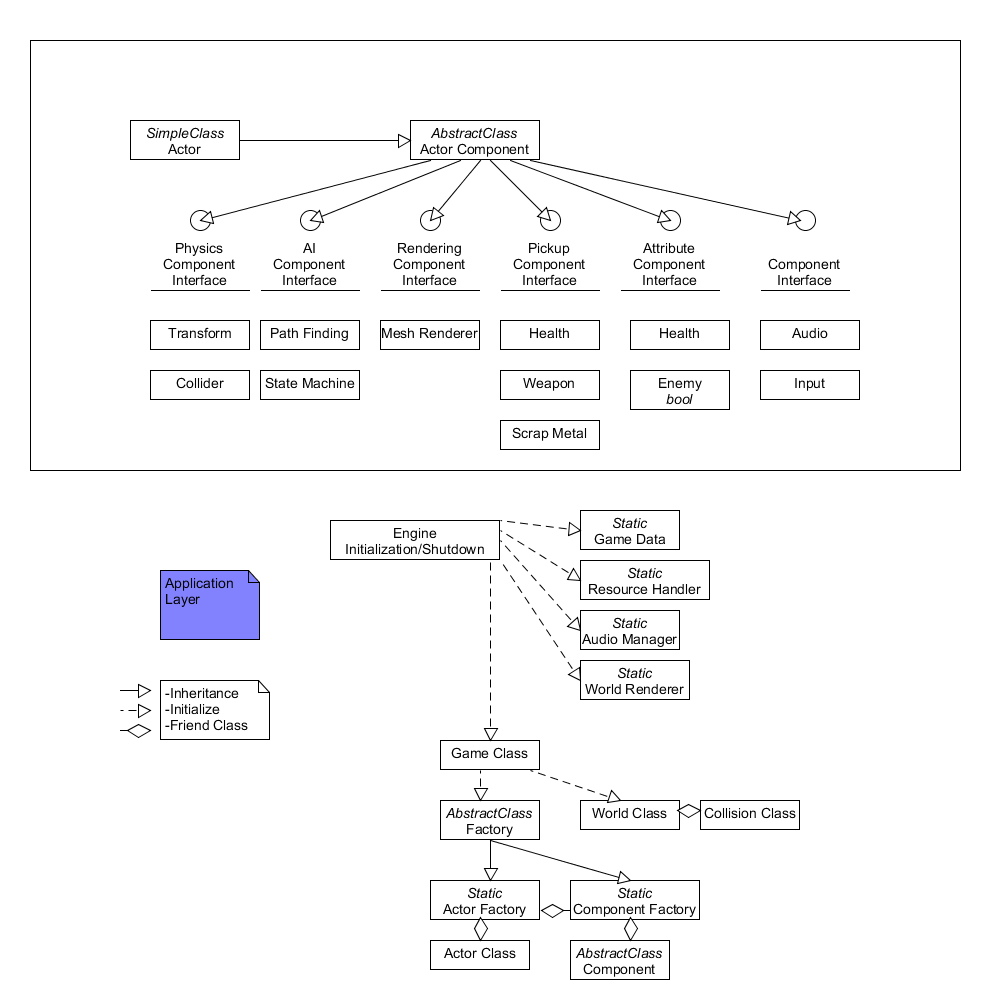 SimpleClass
Actor
AbstractClass
Actor Component
Physics
Component
Interface
AI
Component
Interface
Rendering
Component
Interface
Pickup
Component
Interface
Attribute
Component
Interface
Component
Interface
Transform
Path Finding
Mesh Renderer
Health
Health
Audio
Collider
State Machine
Weapon
Enemy
bool
Input
Scrap Metal
Engine
Initialization/Shutdown
Static
Game Data
Static
Resource Handler
Static
Audio Manager
Static
World Renderer
Application
Layer
-Inheritance
-Initialize
-Friend Class
Game Class
AbstractClass
Factory
World Class
Collision Class
Static
Actor Factory
Static
Component Factory
Actor Class
AbstractClass
Component